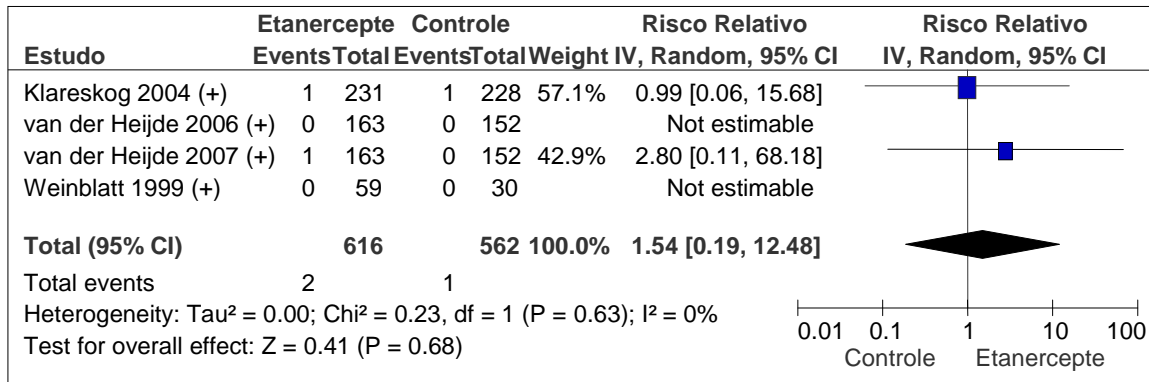 Etanercepte Controle Risco Relativo Risco Relativo
Estudo Events Total Events Total Weight IV, Random, 95% CI IV, Random, 95% CI
Klareskog 2004 (+) 1 231 1 228 57.1% 0.99 [0.06, 15.68]
van der Heijde 2006 (+) 0 163 0 152 Not estimable
van der Heijde 2007 (+) 1 163 0 152 42.9% 2.80 [0.11, 68.18]
Weinblatt 1999 (+) 0 59 0 30 Not estimable
Total (95% CI) 616 562 100.0% 1.54 [0.19, 12.48]
Total events 2 1
Heterogeneity: Tau² = 0.00; Chi² = 0.23, df = 1 (P = 0.63); I² = 0%
Test for overall effect: Z = 0.41 (P = 0.68)
0.01 0.1 1 10 100
Controle Etanercepte